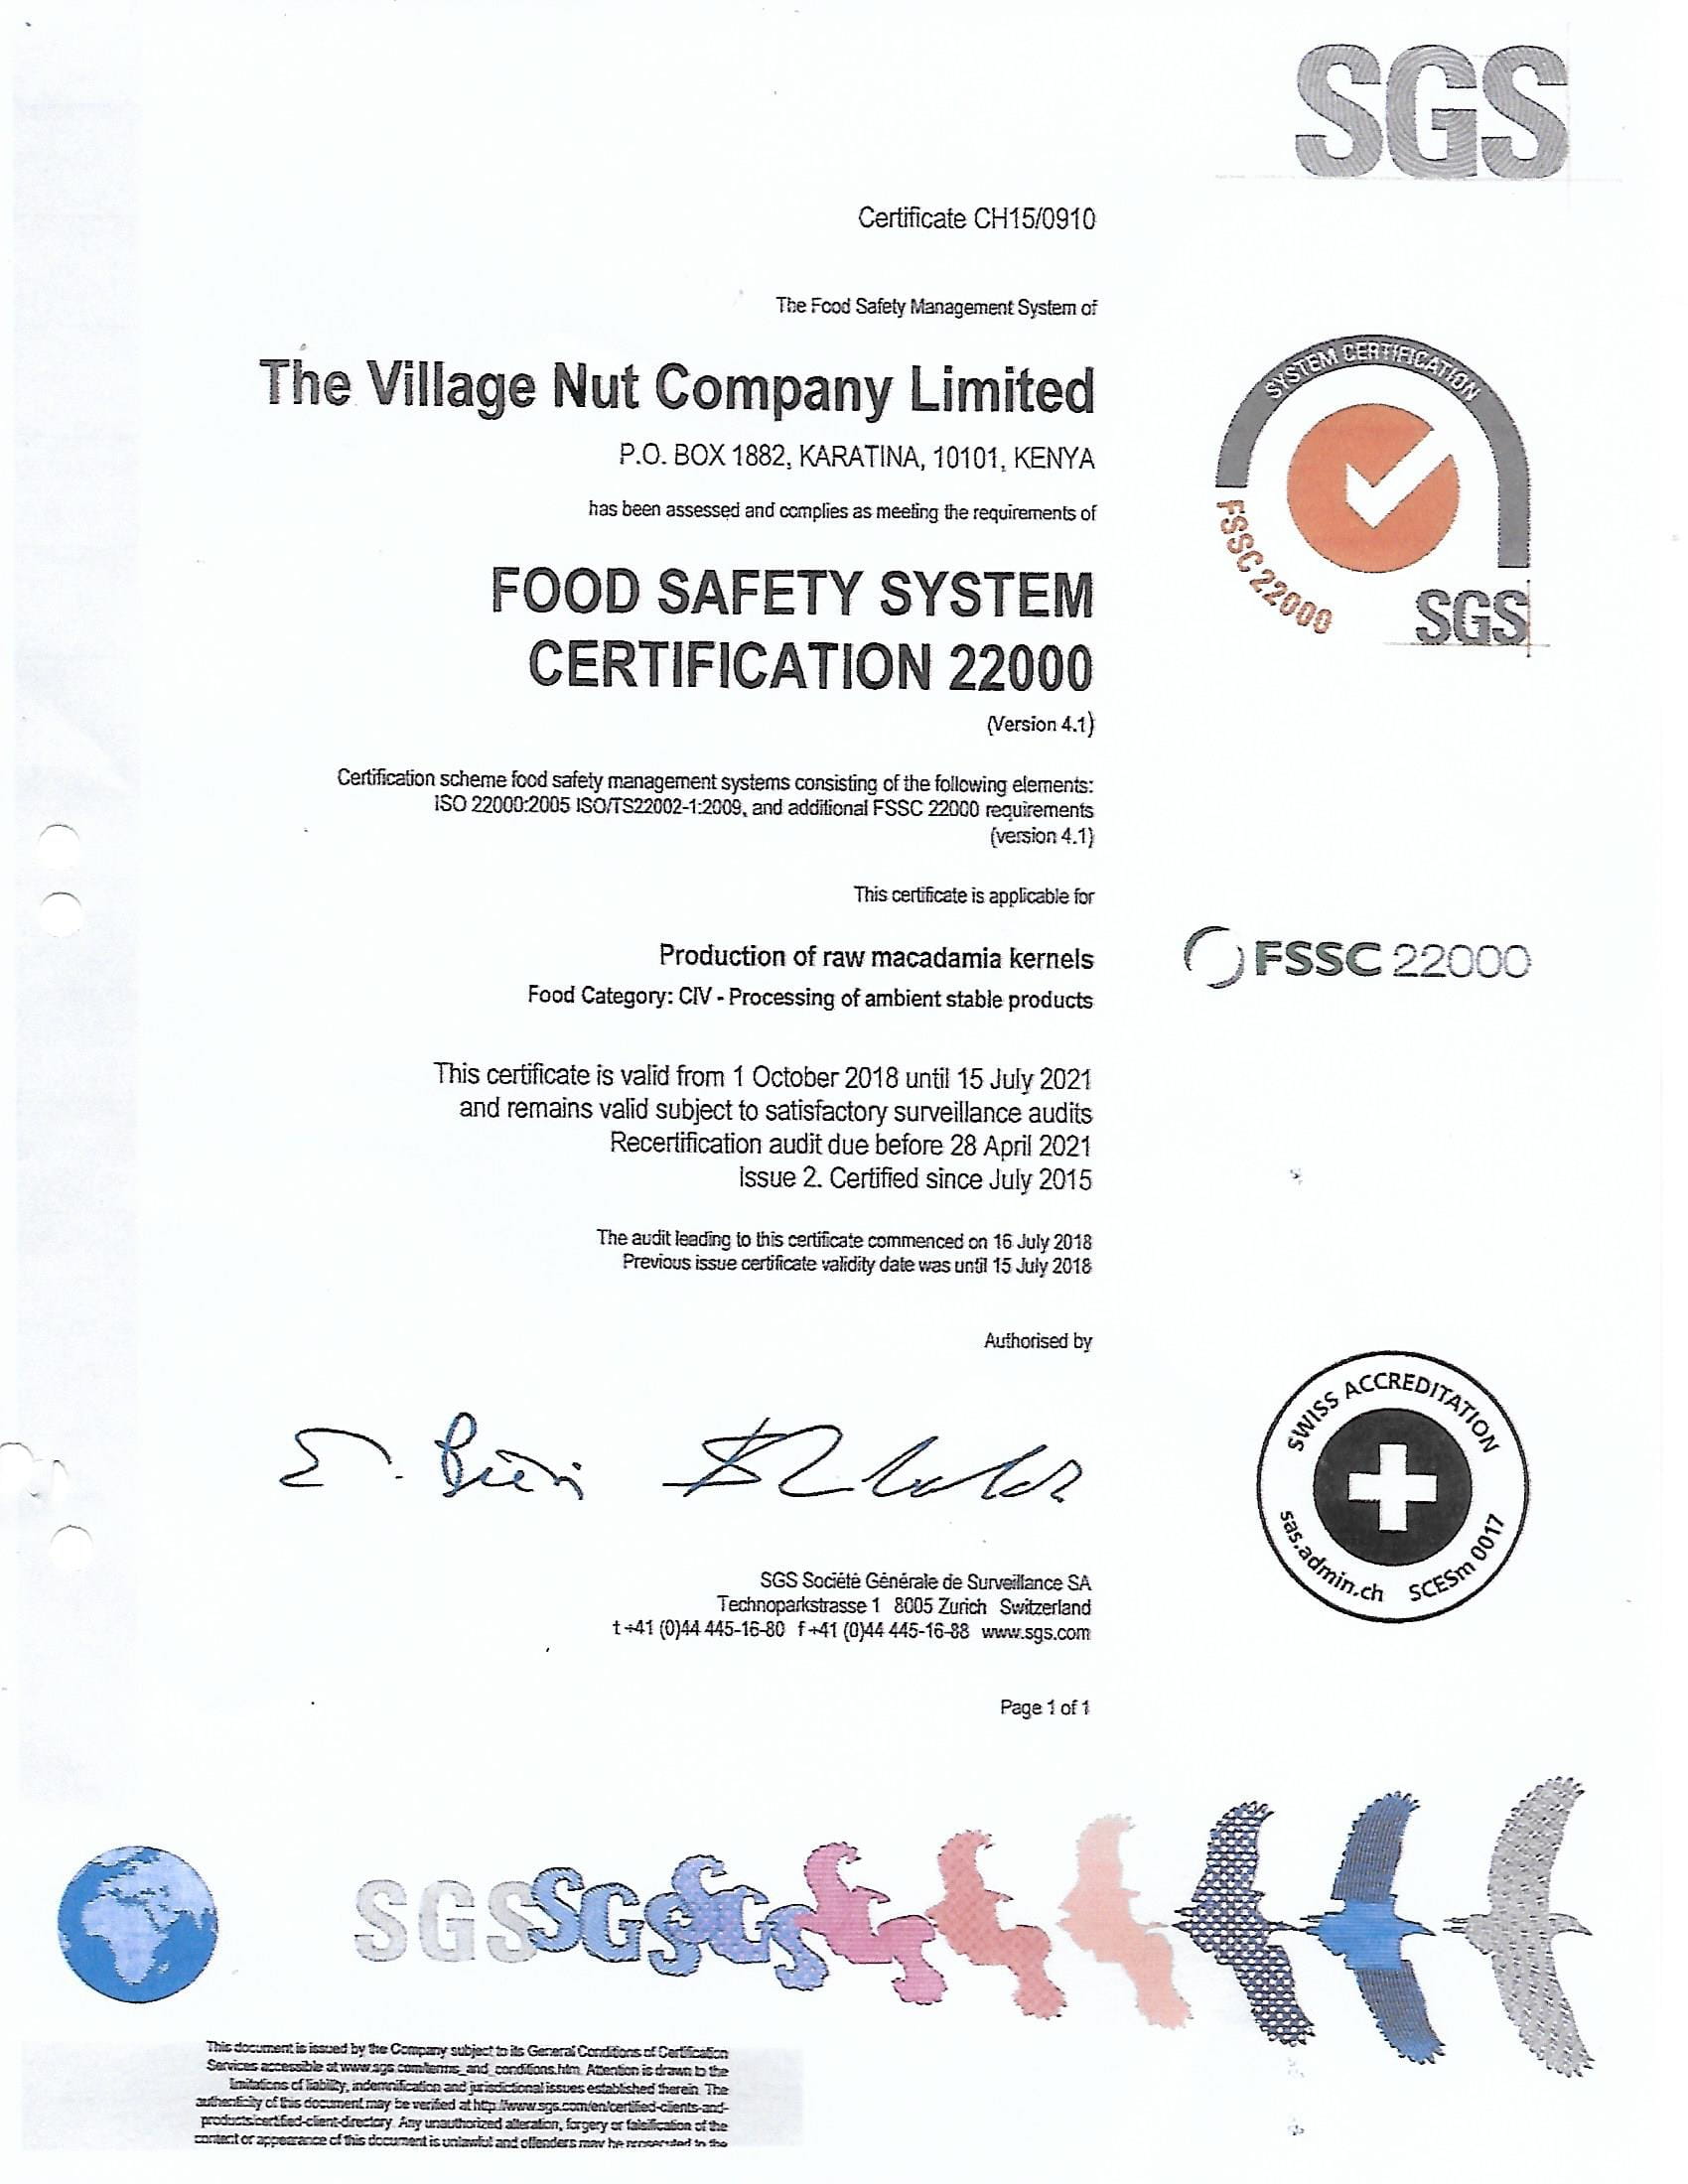 SGS
Certificate CH15/0910
The Food Safety Management System of
The Village Nut Company Limited
P.O. BOX 1882, KARATINA, 10101, KENYA
has been assessed and complies as meeting the requirements of
FOOD SAFETY SYSTEM
CERTIFICATION 22000
(Version 4.1)
SYSTEM CERTIFICATION
FSSC 22000
SGS
Certification scheme food safety management systems consisting of the following elements:
ISO 22000:2005 ISO/TS22002-1:2009, and additional FSSC 22000 requirements
(version 4.1)
This certificate is applicable for
Production of raw macadamia kernels
Food Category: CIV - Processing of ambient stable products
FSSC 22000
This certificate is valid from 1 October 2018 until 15 July 2021
and remains valid subject to satisfactory surveillance audits
Recertification audit due before 28 April 2021
Issue 2. Certified since July 2015
The audit leading to this certificate commenced on 16 July 2018
Previous issue certificate validity date was until 15 July 2018
Authorised by
SWISS ACCREDITATION
sas.admin.ch SCESm 0017
SGS Société Générale de Surveillance SA
Technoparkstrasse 1 8005 Zurich Switzerland
t+41 (0)44 445-16-80 f+41 (0)44 445-16-88 www.sgs.com
Page 1 of 1
SGS SGS SGS
This document is issued by the Company subject to its General Conditions of Certification
Services accessible at www.sgs.com/terms_and_conditions.htm. Attention is drawn to the
limitations of liability, indemnification and jurisdictional issues established therein. The
authenticity of this document may be verified at http://www.sgs.com/en/certified-clients-and-
products/certified-client-directory. Any unauthorized alteration, forgery or falsification of the
content or appearance of this document is unlawful and offenders may be prosecuted to the